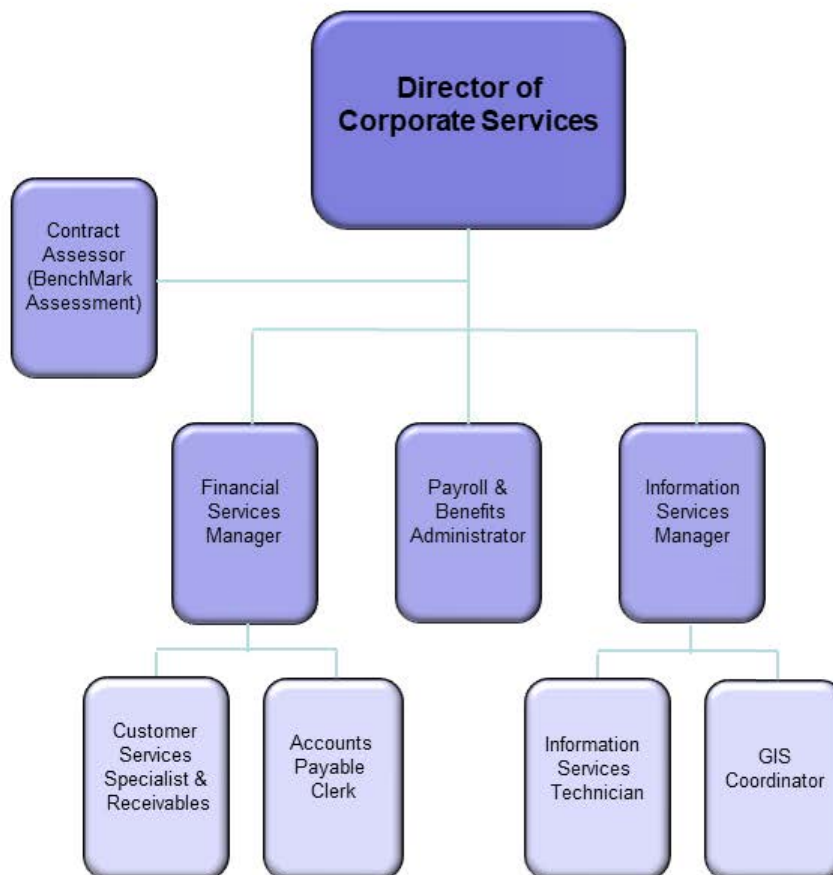 Director of
Corporate Services
Contract
Assessor
(BenchMark
Assessment)
Financial
Services
Manager
Payroll &
Benefits
Administrator
Information
Services
Manager
Customer
Services
Specialist &
Receivables
Accounts
Payable
Clerk
Information
Services
Technician
GIS
Coordinator